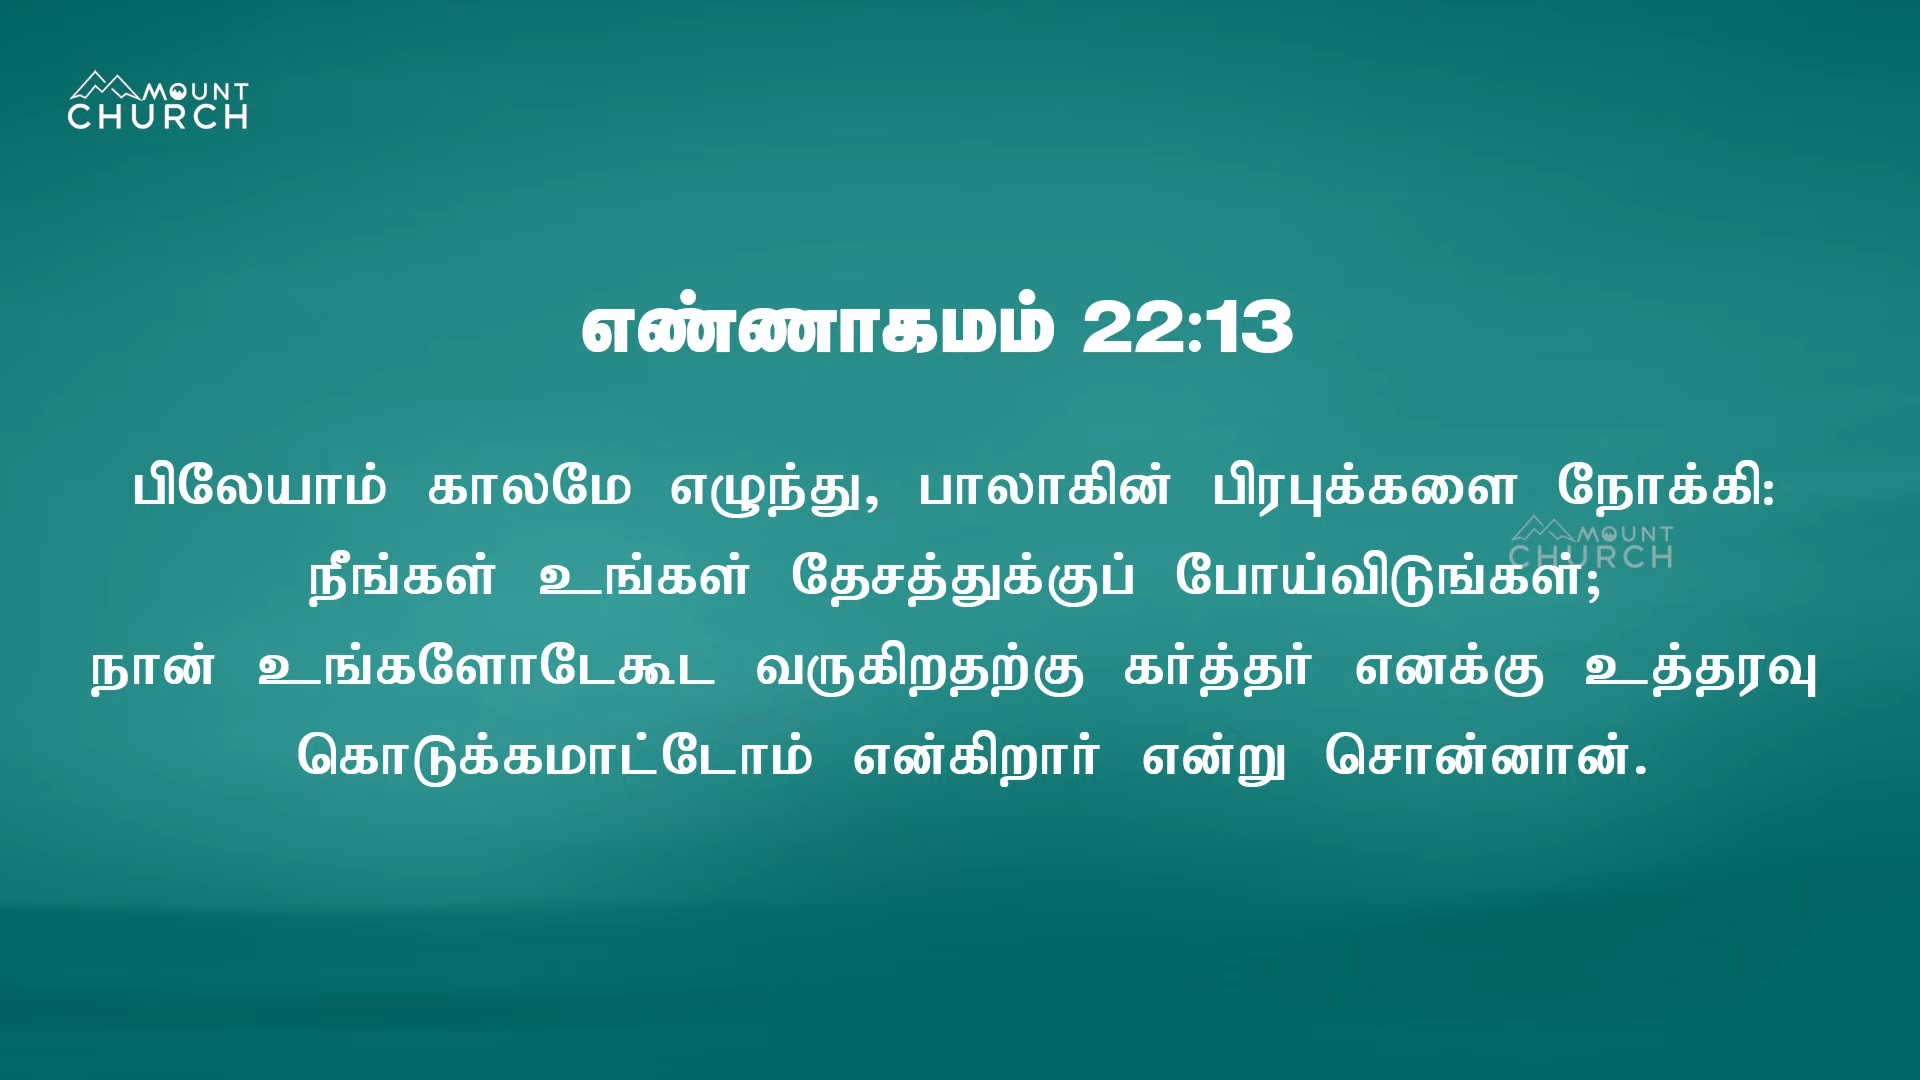 MOUNT
CHURCH
எண்ணாகமம் 22:13
பிலேயாம் காலமே எழுந்து, பாலாகின் பிரபுக்களை நோக்கி:
MOUNT
CHURCH
நீங்கள் உங்கள் தேசத்துக்குப் போய்விடுங்கள்;
நான் உங்களோடேகூட வருகிறதற்கு கர்த்தர் எனக்கு உத்தரவு
கொடுக்கமாட்டோம் என்கிறார் என்று சொன்னான்.